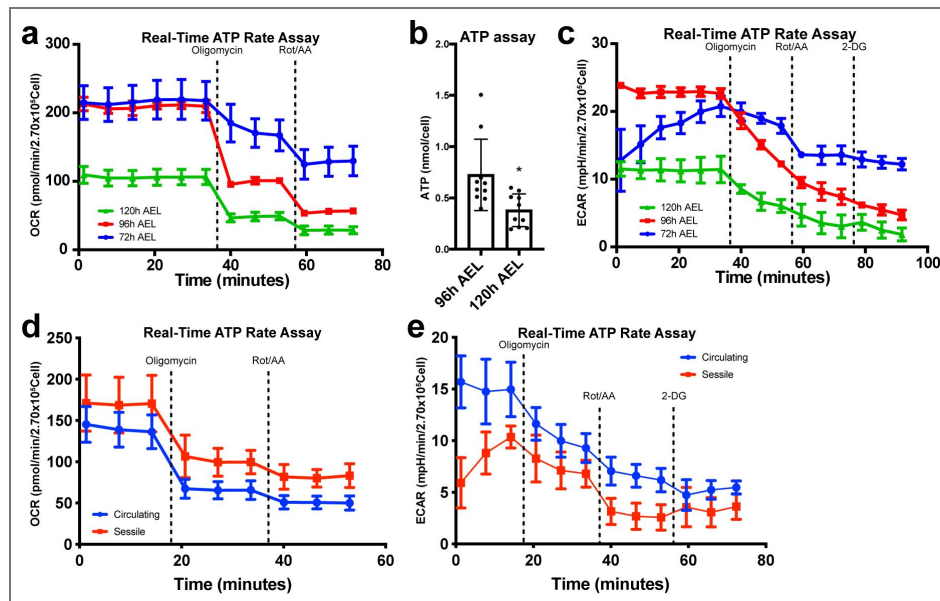 a
Real-Time ATP Rate Assay
Oligomycin
Rot/AA
OCR (pmol/min/2.70x10⁵Cell)
300
200
100
0
120h AEL
96h AEL
72h AEL
0 20 40 60 80
Time (minutes)
b
ATP assay
ATP (nmol/cell)
2.0
1.5
1.0
0.5
0.0
*
96h AEL
120h AEL
c
Real-Time ATP Rate Assay
Oligomycin
Rot/AA
2-DG
ECAR (mpH/min/2.70x10⁵Cell)
30
20
10
0
120h AEL
96h AEL
72h AEL
0 20 40 60 80 100
Time (minutes)
d
Real-Time ATP Rate Assay
Oligomycin
Rot/AA
OCR (pmol/min/2.70x10⁵Cell)
250
200
150
100
50
0
Circulating
Sessile
0 20 40 60
Time (minutes)
e
Real-Time ATP Rate Assay
Oligomycin
Rot/AA
2-DG
Circulating
Sessile
ECAR (mpH/min/2.70x10⁵Cell)
20
15
10
5
0
0 20 40 60 80
Time (minutes)